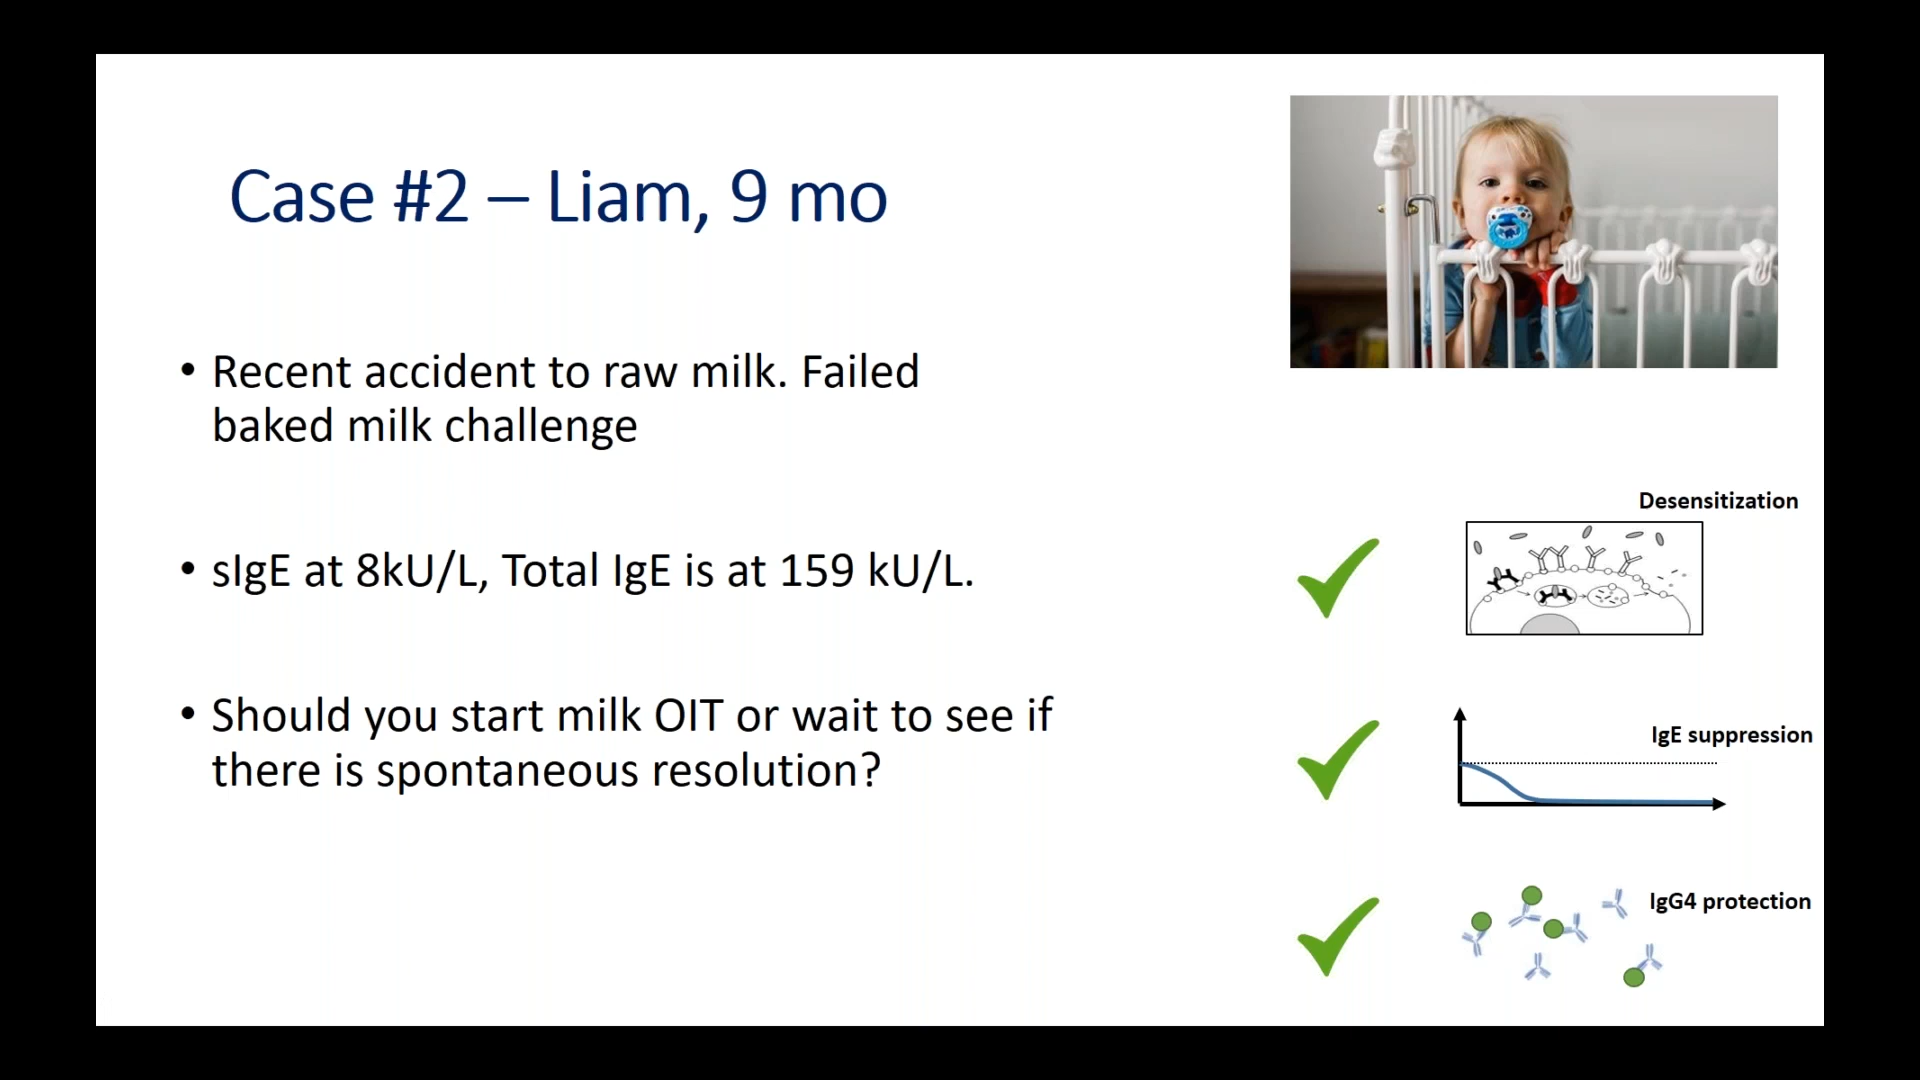 Case #2 – Liam, 9 mo
• Recent accident to raw milk. Failed
baked milk challenge
• sIgE at 8kU/L, Total IgE is at 159 kU/L.
• Should you start milk OIT or wait to see if
there is spontaneous resolution?
Desensitization
IgE suppression
IgG4 protection